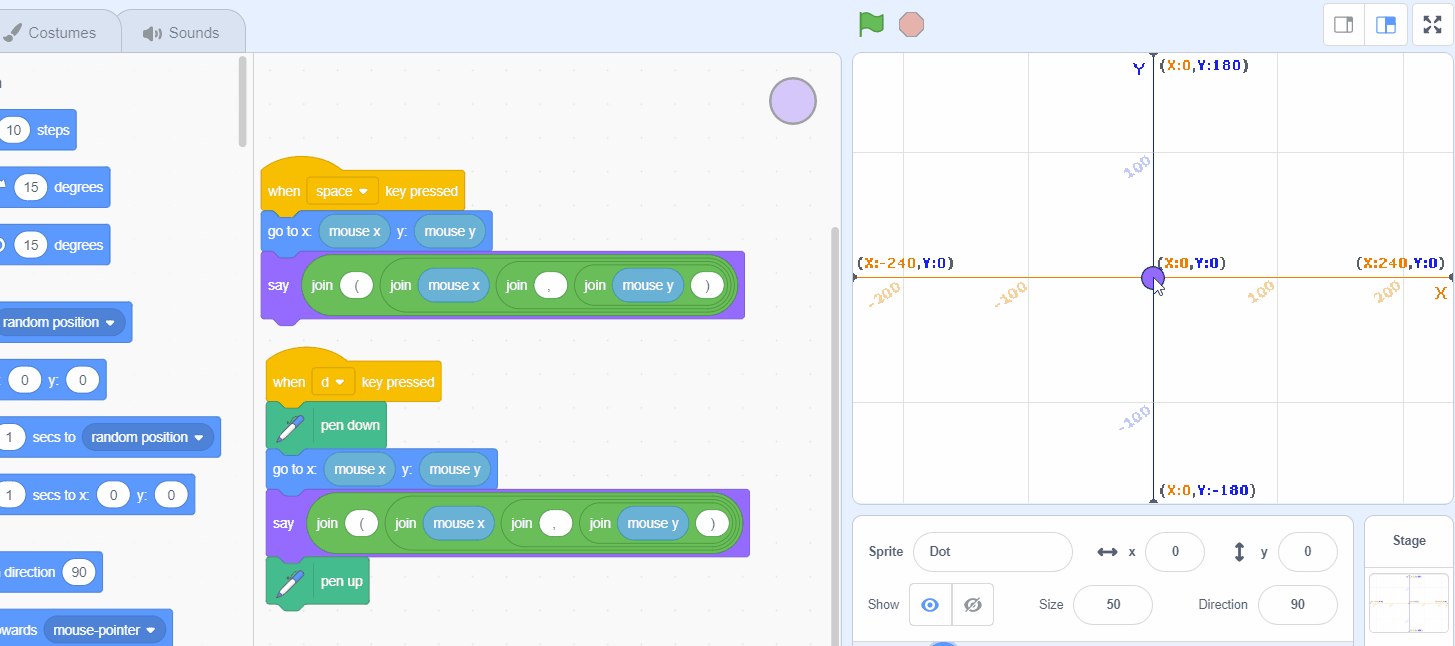 Costumes
Sounds
10 steps
15 degrees
15 degrees
random position
0 y: 0
1 secs to random position
1 secs to x: 0 y: 0
direction 90
mouse-pointer
when space key pressed
go to x: mouse x y: mouse y
say join ( join mouse x join , join mouse y )
when d key pressed
pen down
go to x: mouse x y: mouse y
say join ( join mouse x join , join mouse y )
pen up
Y (X:0,Y:180)
100
(X:-240,Y:0) (X:0,Y:0) (X:240,Y:0)
-200 -100 100 200 X
-100
(X:0,Y:-180)
Sprite Dot x 0 y 0
Show Size 50 Direction 90
Stage